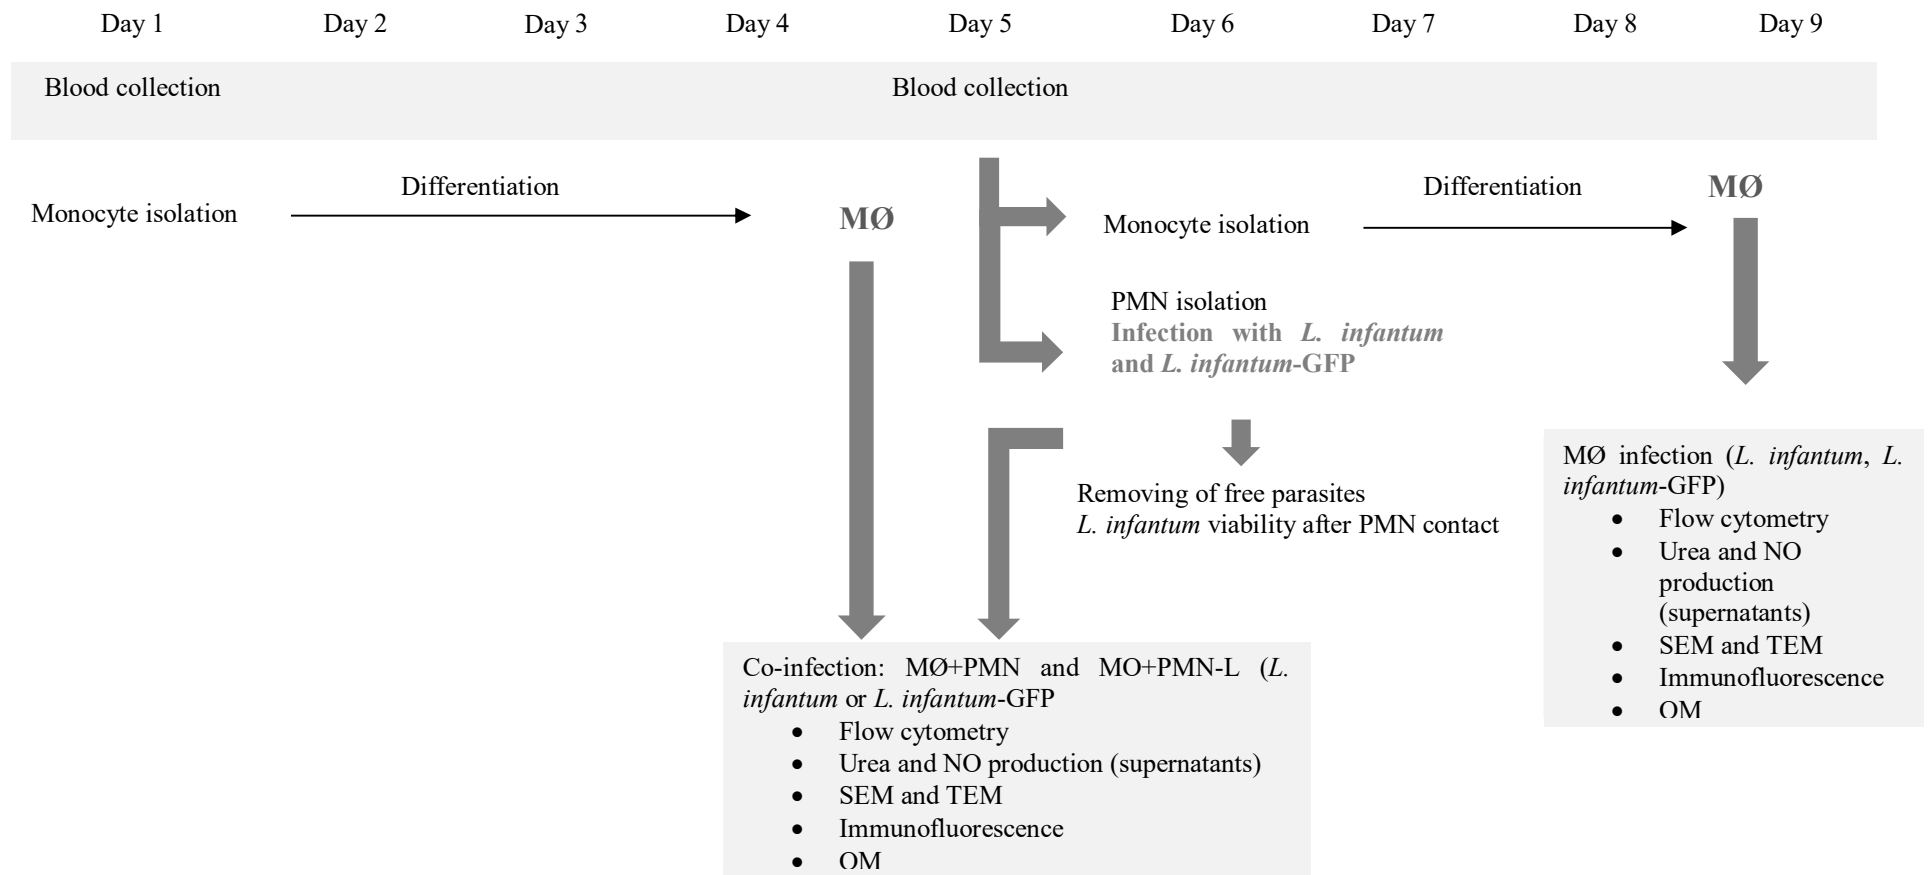 Day 1 Day 2 Day 3 Day 4 Day 5 Day 6 Day 7 Day 8 Day 9
Blood collection Blood collection
Differentiation
Monocyte isolation
MØ
Monocyte isolation
Differentiation
MØ
PMN isolation
Infection with L. infantum
and L. infantum-GFP
Removing of free parasites
L. infantum viability after PMN contact
MØ infection (L. infantum, L.
infantum-GFP)
• Flow cytometry
• Urea and NO
production
(supernatants)
• SEM and TEM
• Immunofluorescence
• OM
Co-infection: MØ+PMN and MO+PMN-L (L.
infantum or L. infantum-GFP
• Flow cytometry
• Urea and NO production (supernatants)
• SEM and TEM
• Immunofluorescence
• OM